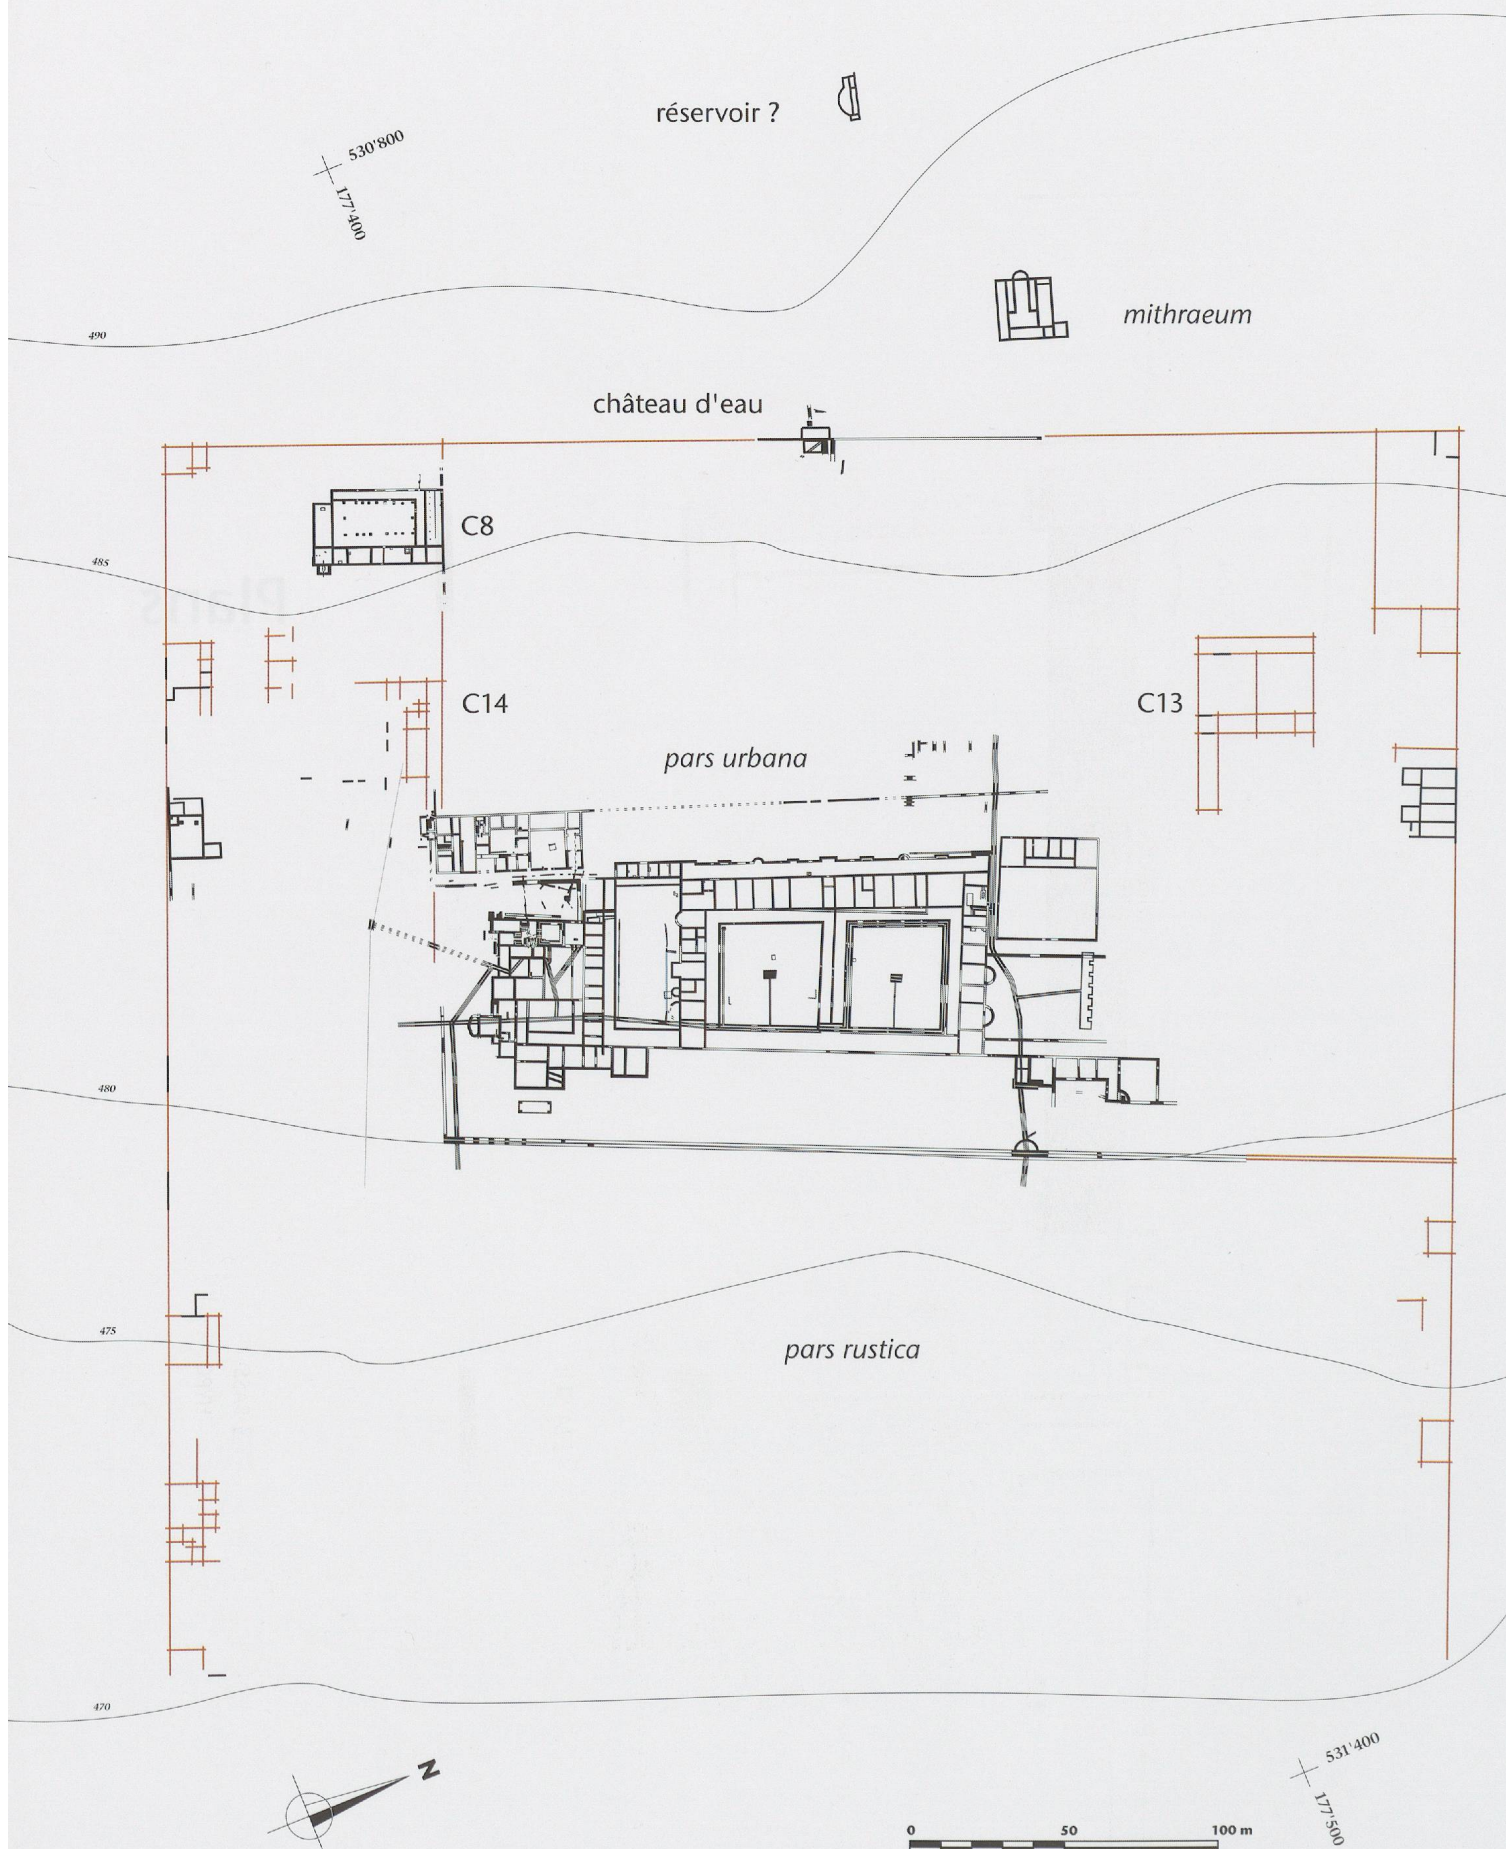 réservoir ?
530'800
177'400
mithraeum
490
château d'eau
C8
485
C14
C13
pars urbana
480
475
pars rustica
470
531'400
N
177'500
0 50 100 m